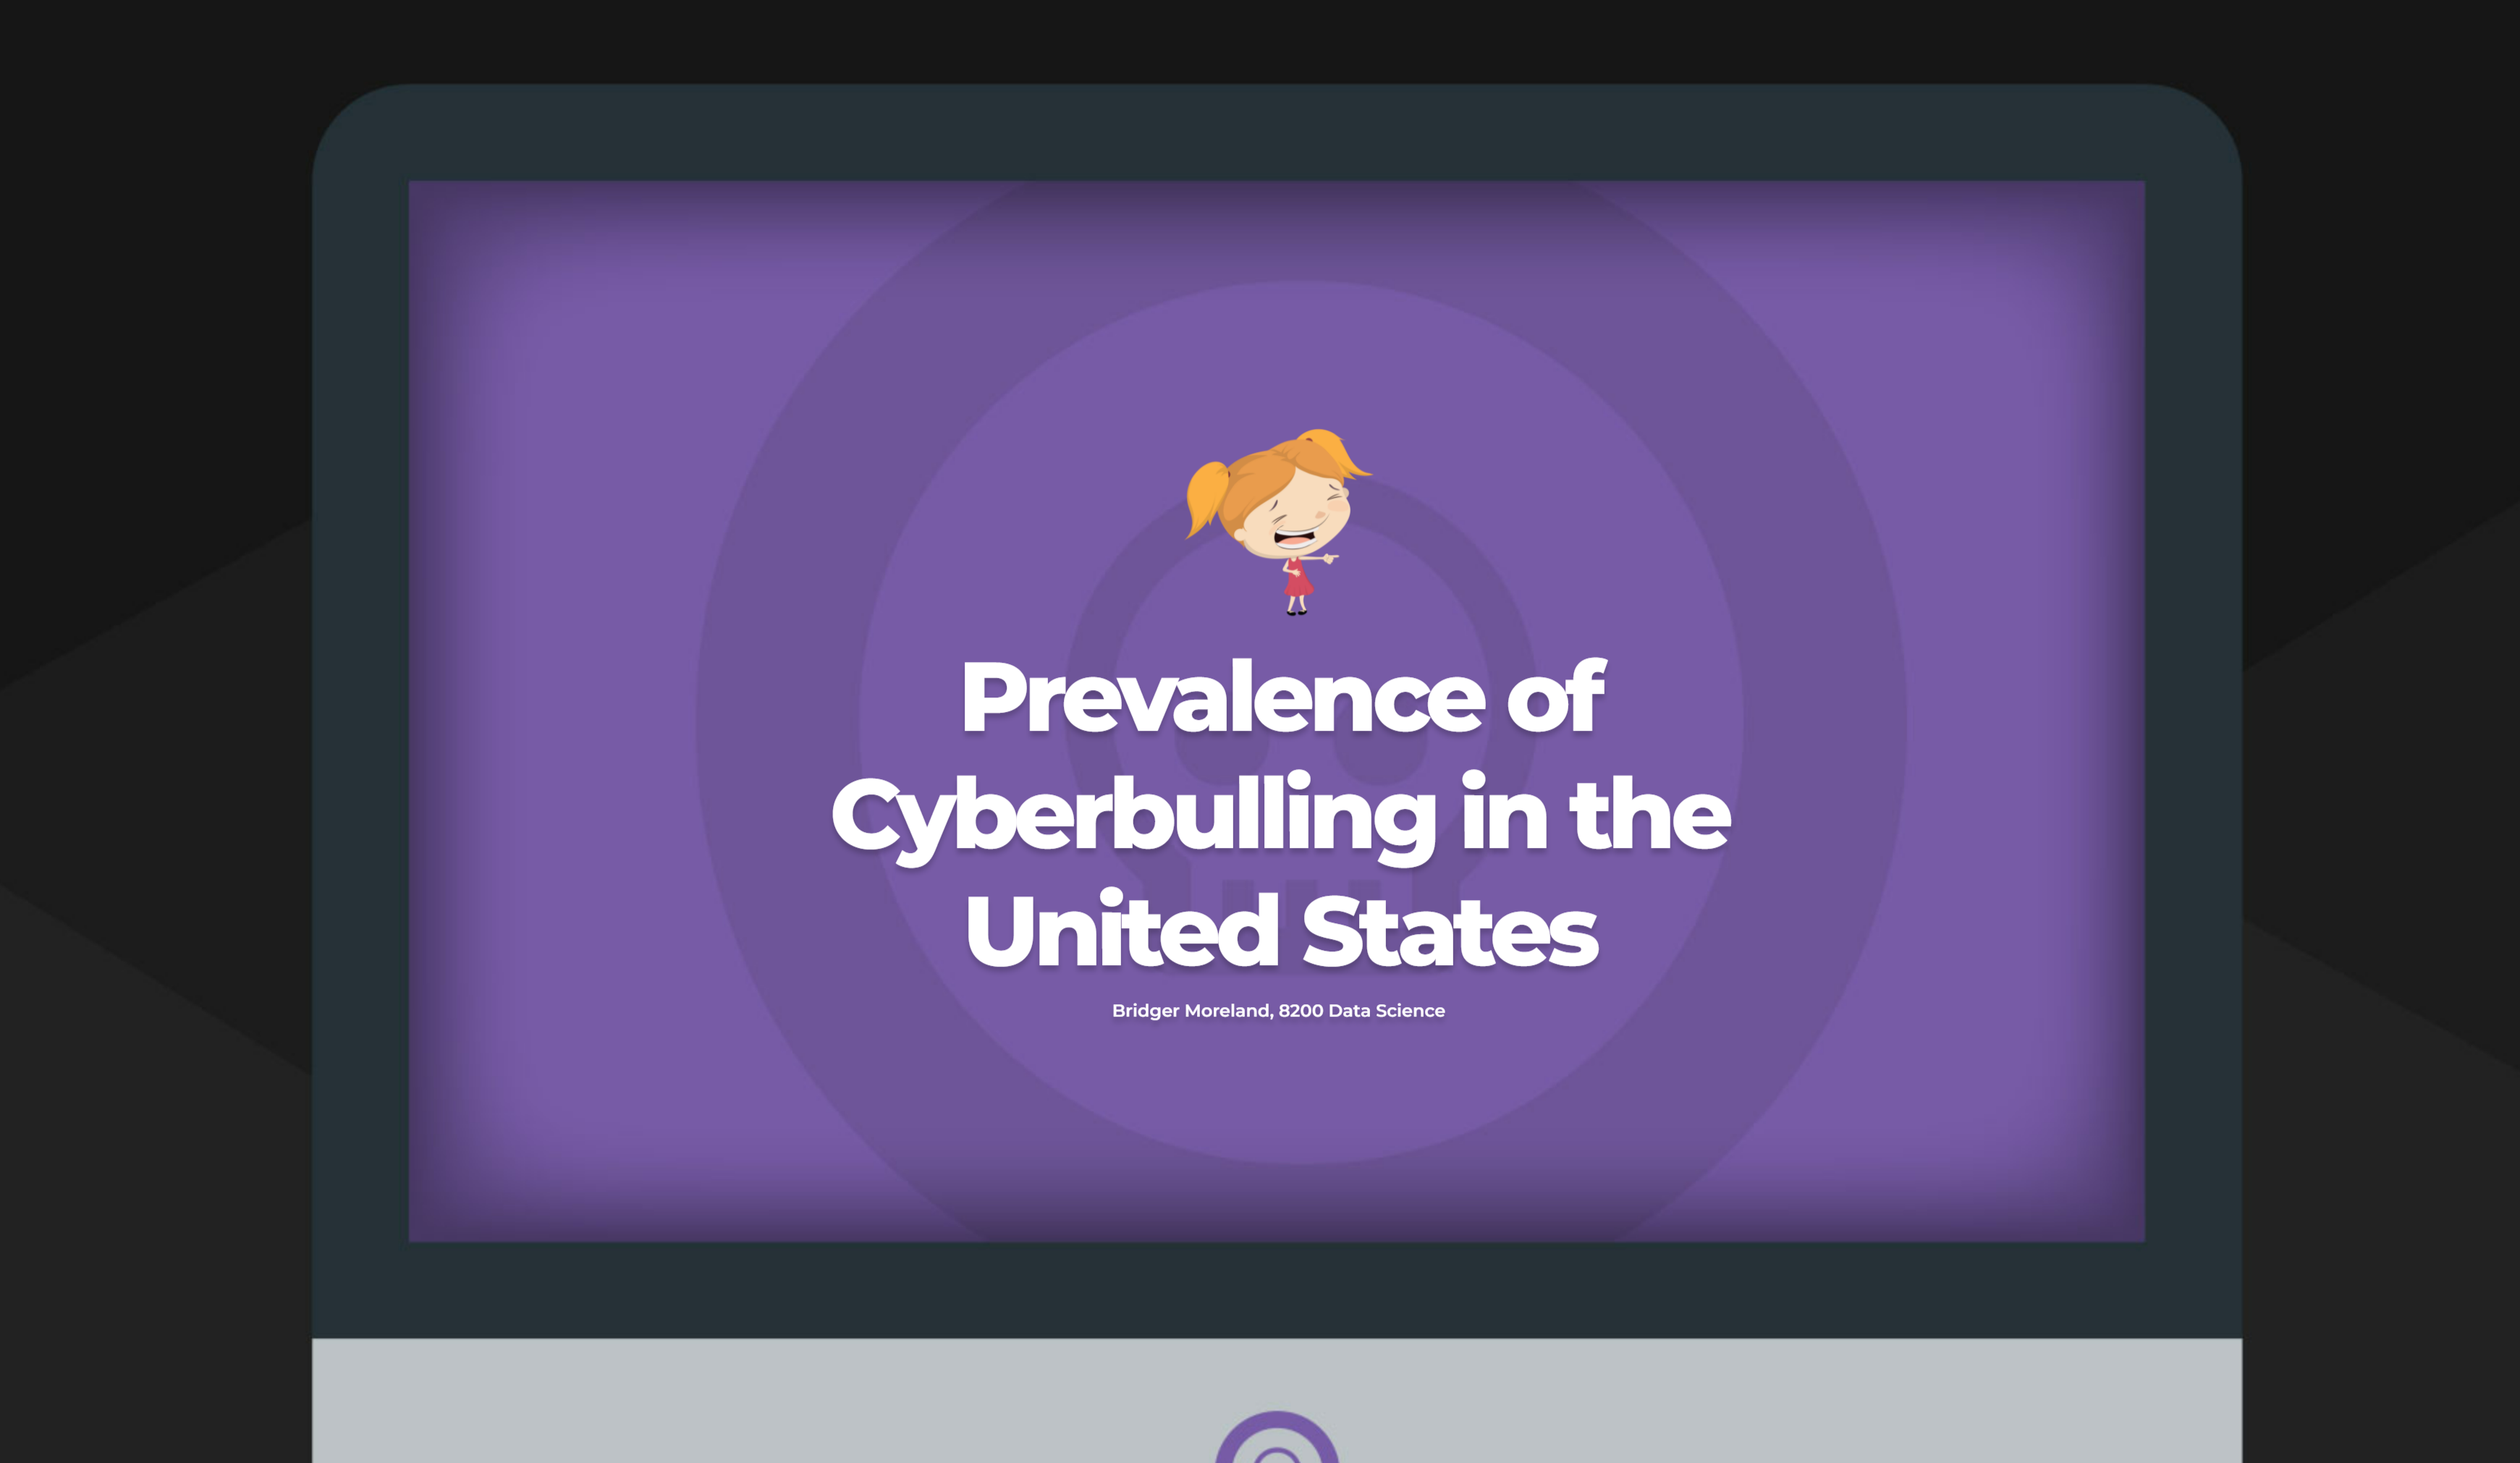 Prevalence of
Cyberbulling in the
United States
Bridger Moreland, 8200 Data Science